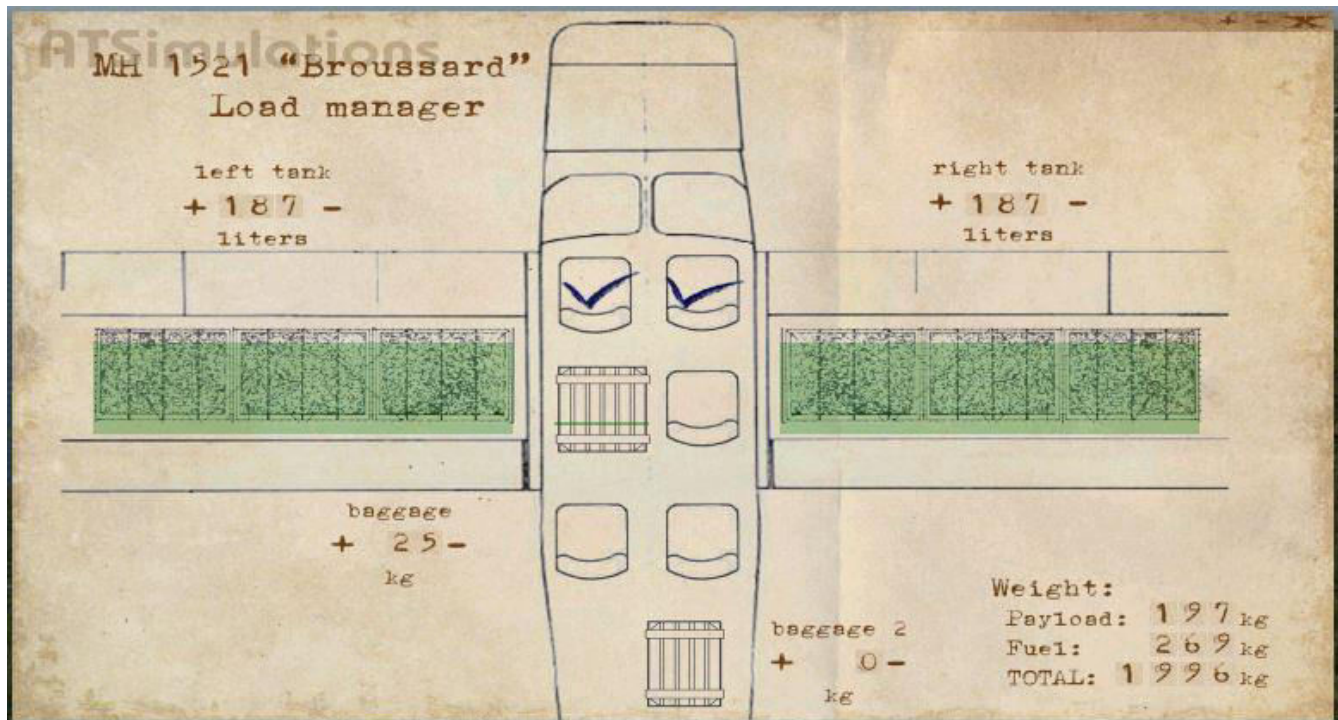 ATSimulations
MH 1521 “Broussard”
Load manager
left tank
+ 187 -
liters
right tank
+ 187 -
liters
baggage
+ 25 -
kg
baggage 2
+ 0 -
kg
Weight:
Payload: 197 kg
Fuel: 269 kg
TOTAL: 1996 kg
+ - X